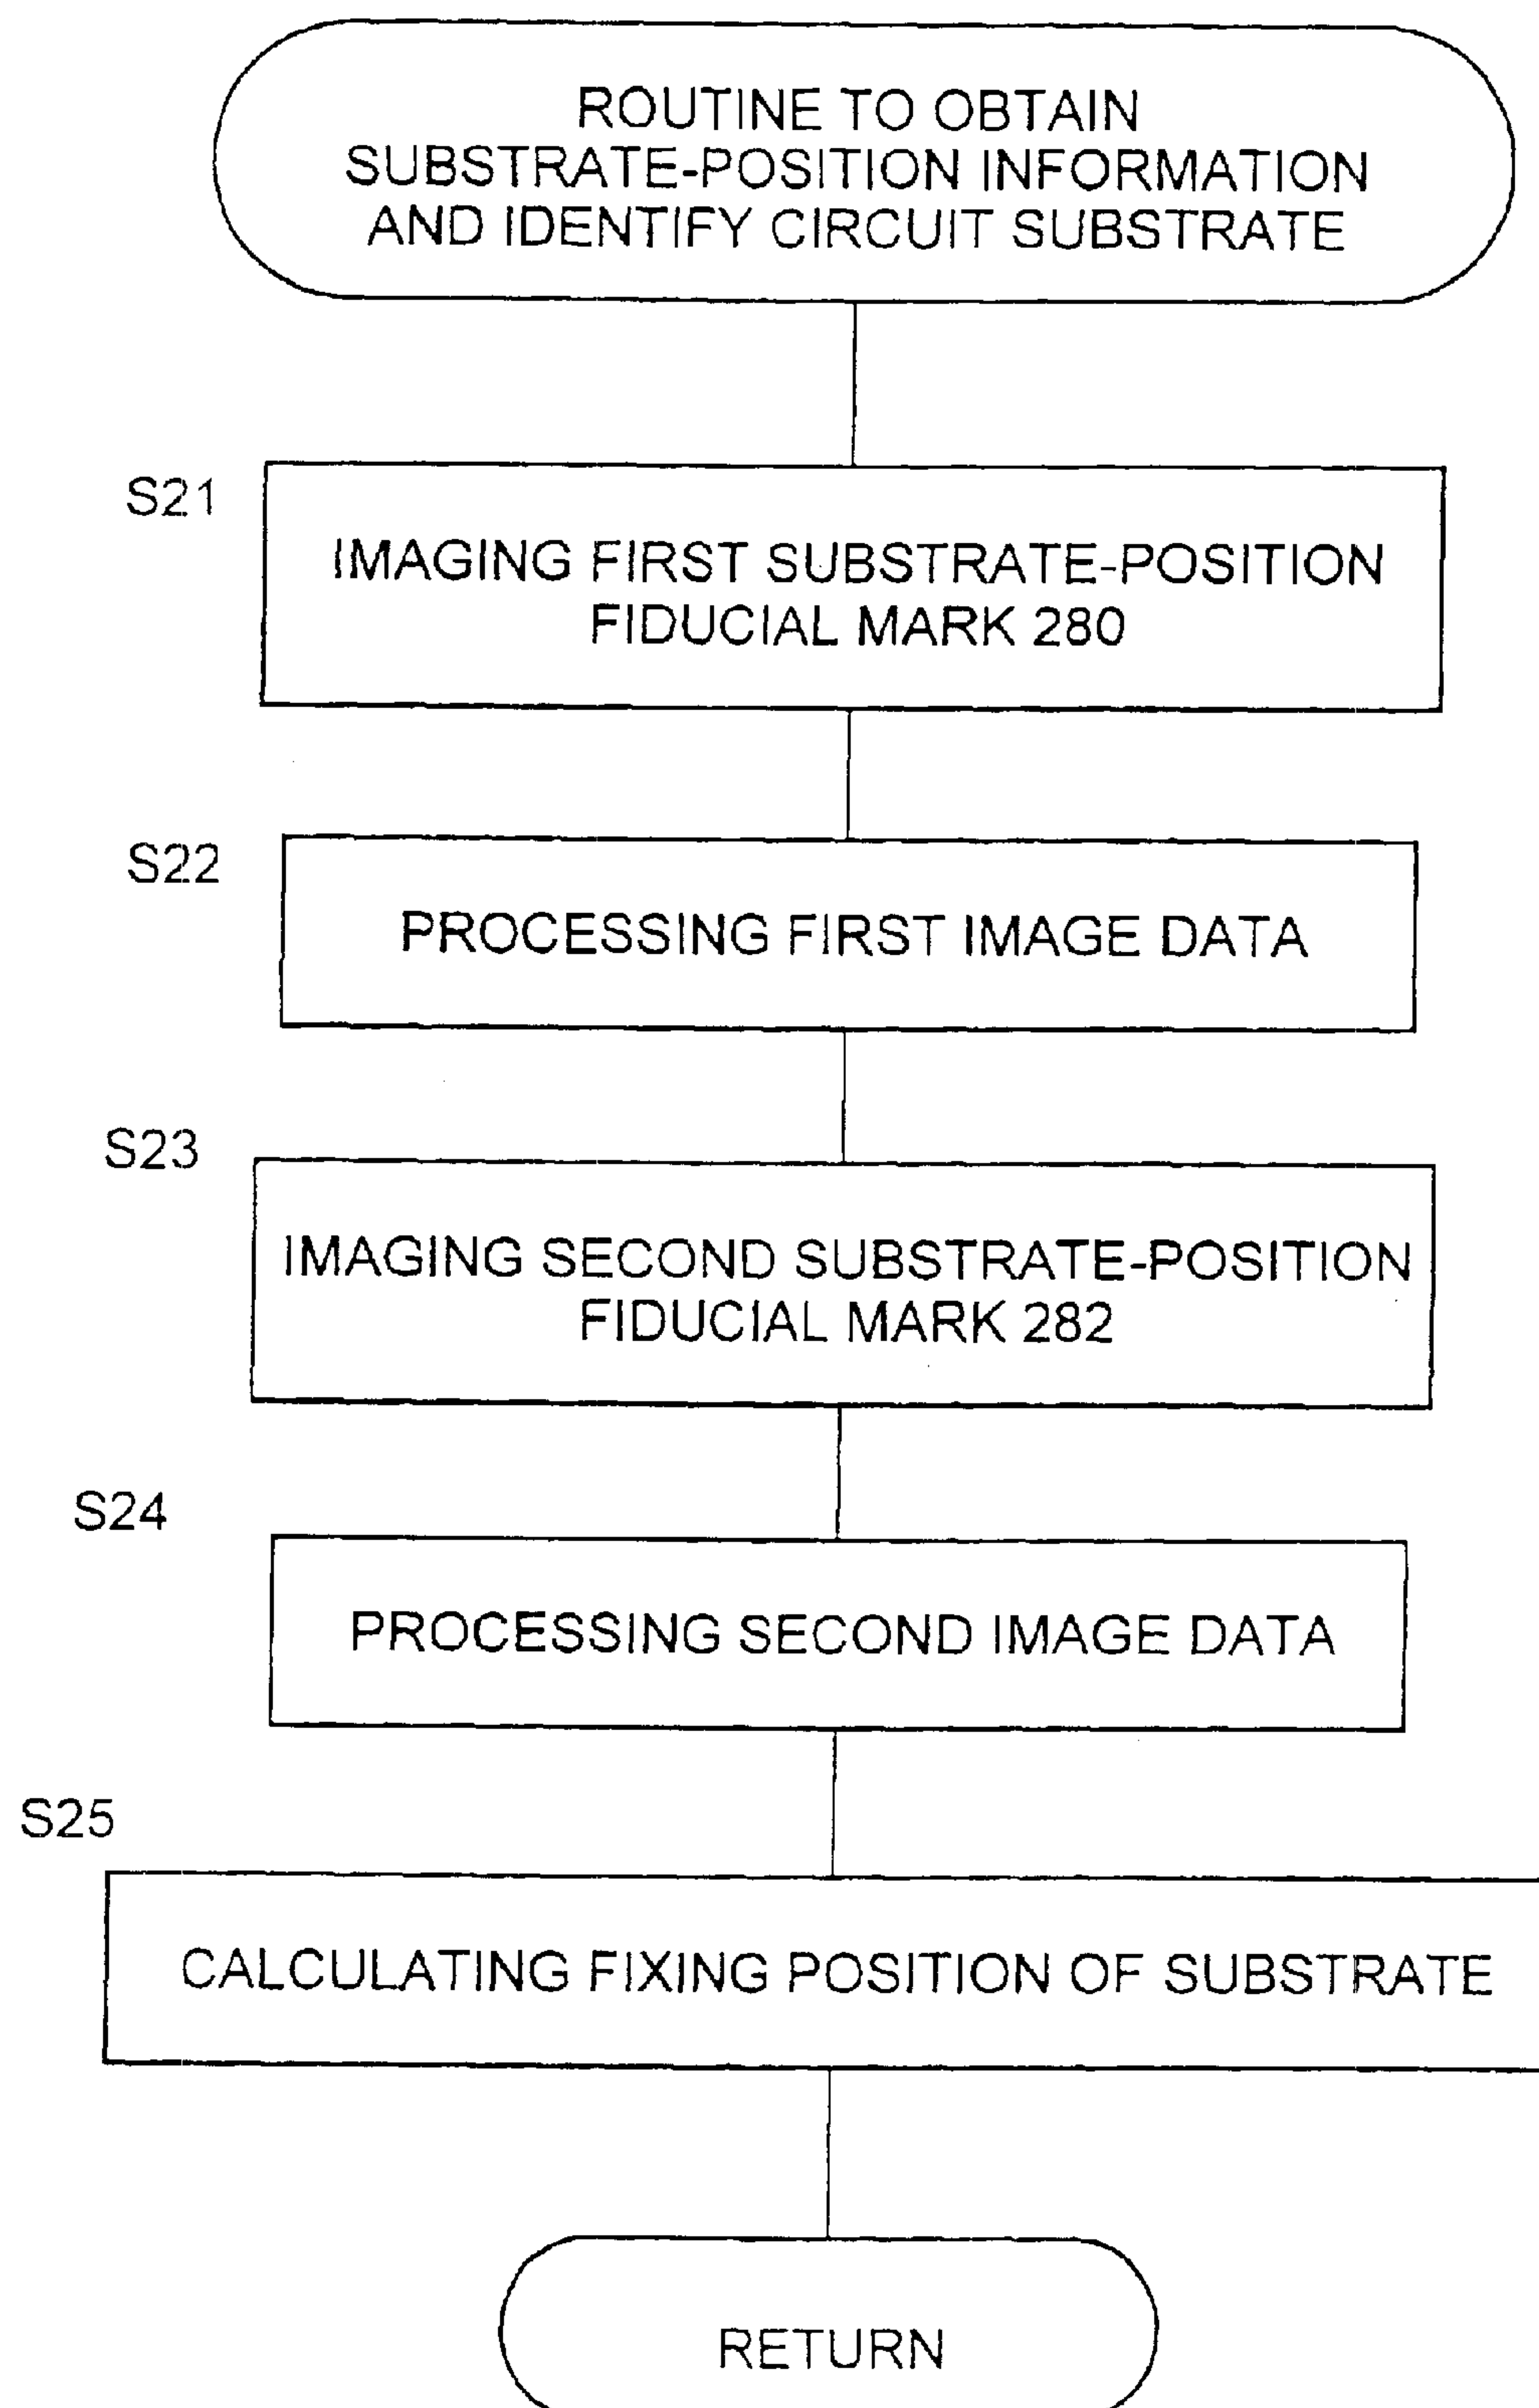 ROUTINE TO OBTAIN
SUBSTRATE-POSITION INFORMATION
AND IDENTIFY CIRCUIT SUBSTRATE
S21
IMAGING FIRST SUBSTRATE-POSITION
FIDUCIAL MARK 280
S22
PROCESSING FIRST IMAGE DATA
S23
IMAGING SECOND SUBSTRATE-POSITION
FIDUCIAL MARK 282
S24
PROCESSING SECOND IMAGE DATA
S25
CALCULATING FIXING POSITION OF SUBSTRATE
RETURN